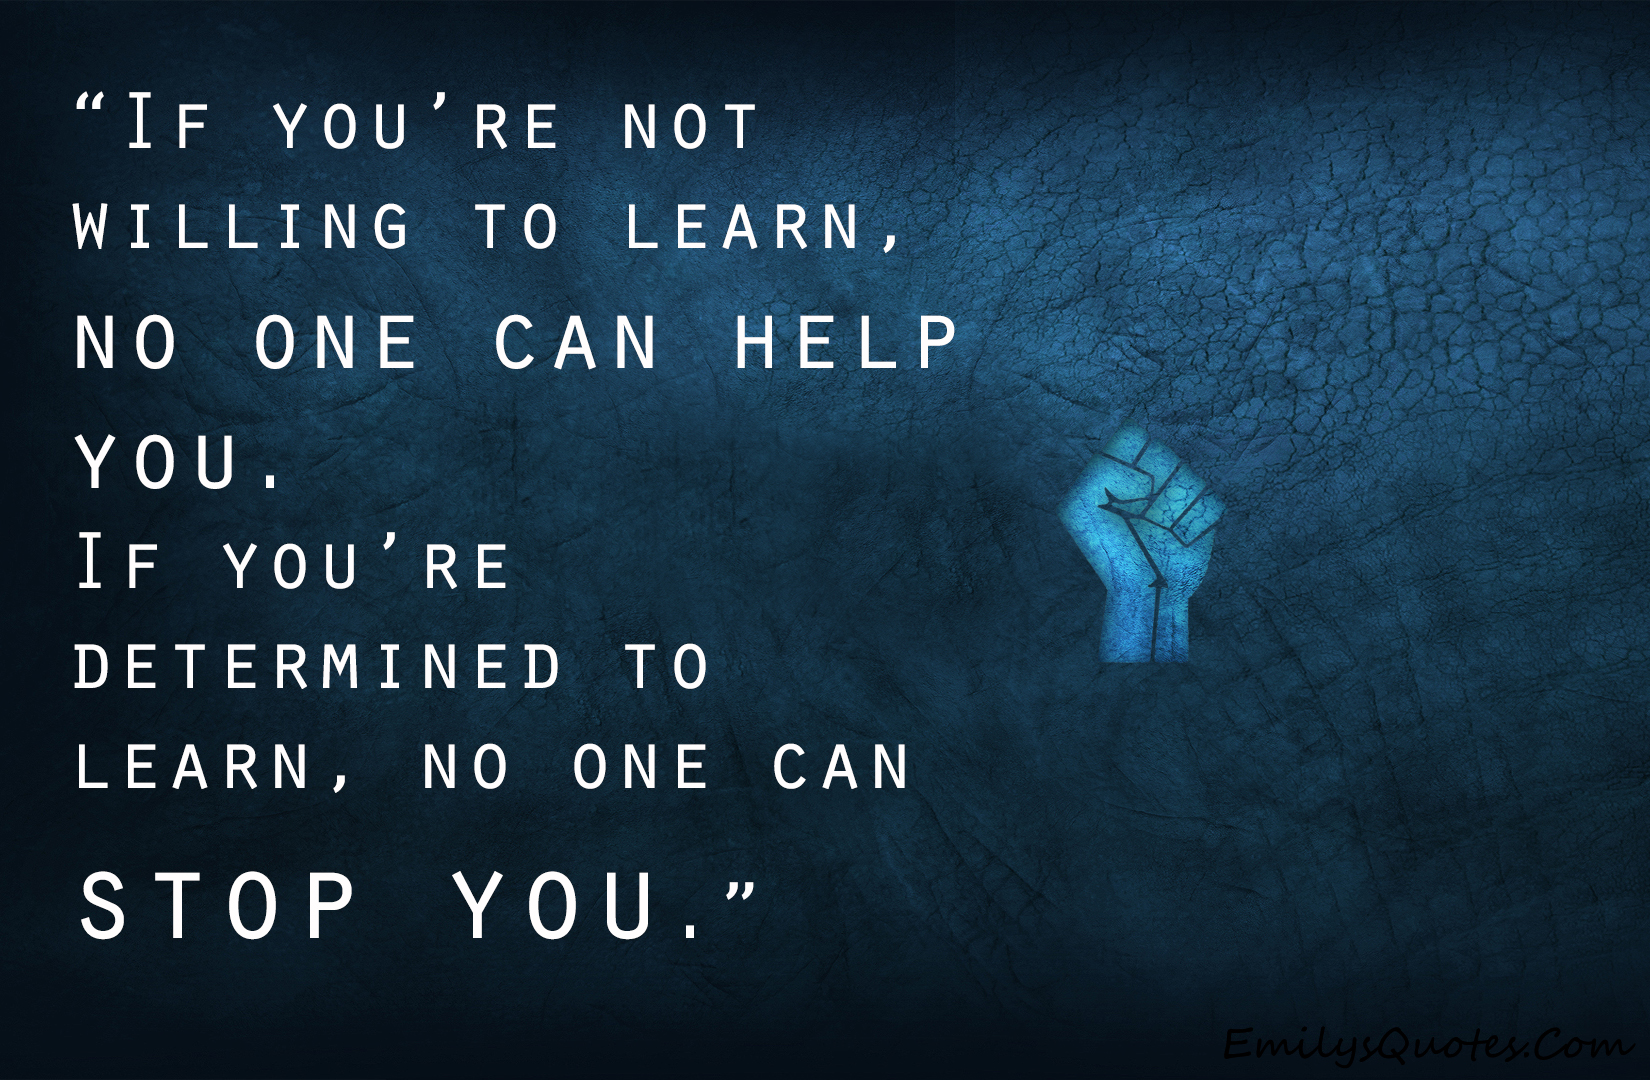 “If you’re not
willing to learn,
no one can help
you.
If you’re
determined to
learn, no one can
stop you.”
EmilysQuotes.Com